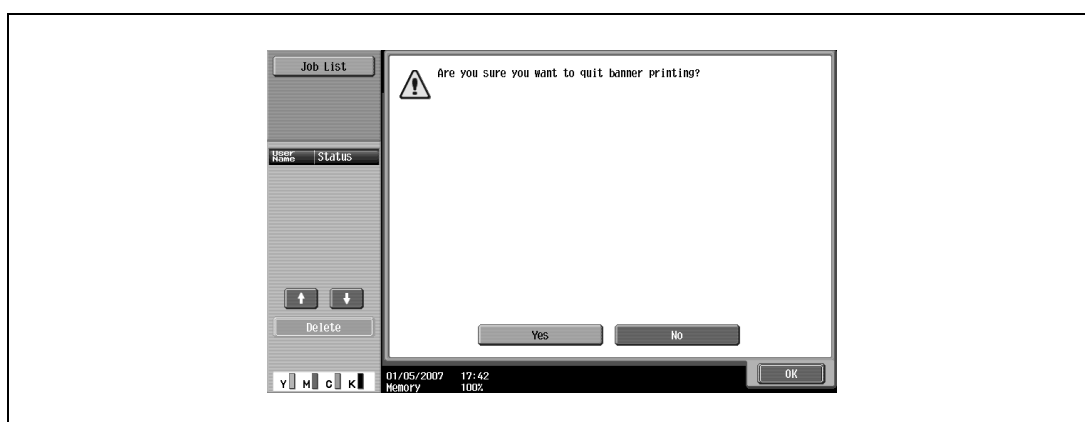 Job List
Are you sure you want to quit banner printing?
User Name Status
Delete
Yes No
Y M C K
01/05/2007 17:42
Memory 100%
OK